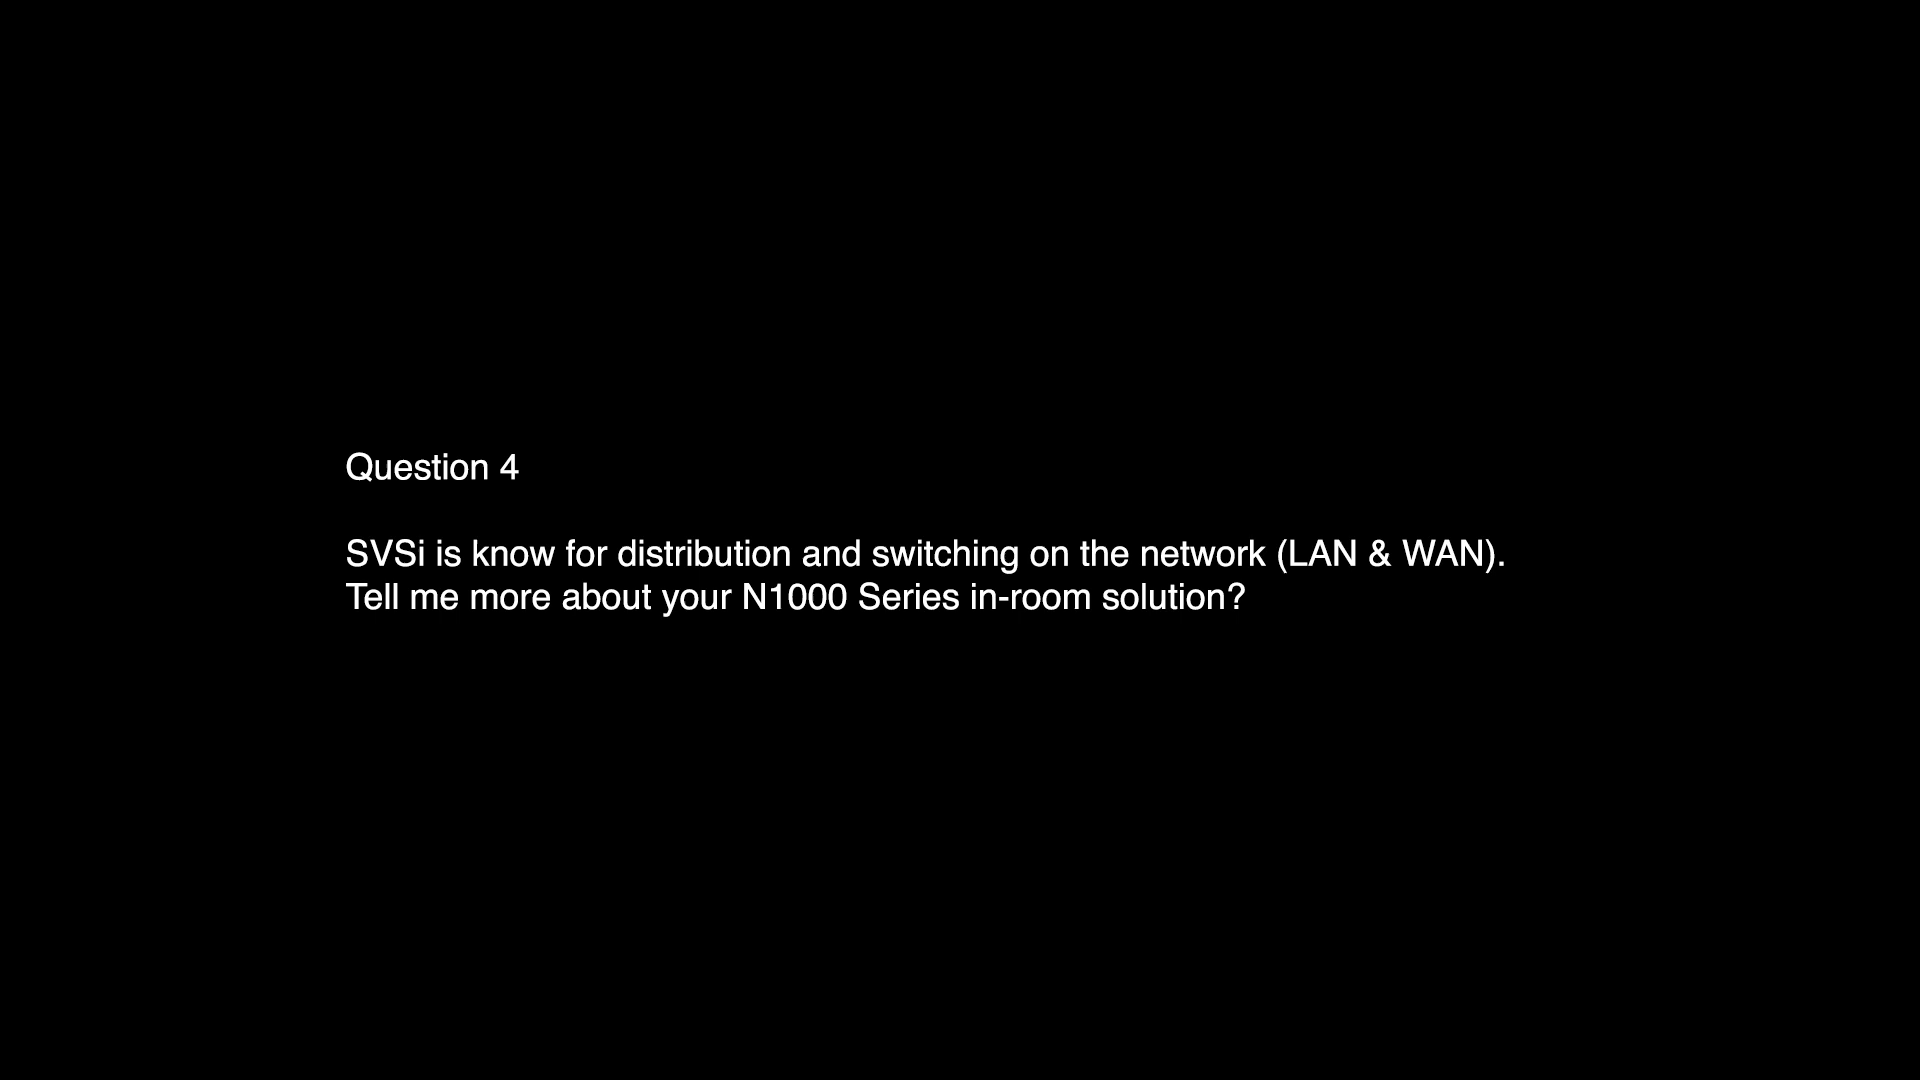 Question 4
SVSi is know for distribution and switching on the network (LAN & WAN).
Tell me more about your N1000 Series in-room solution?